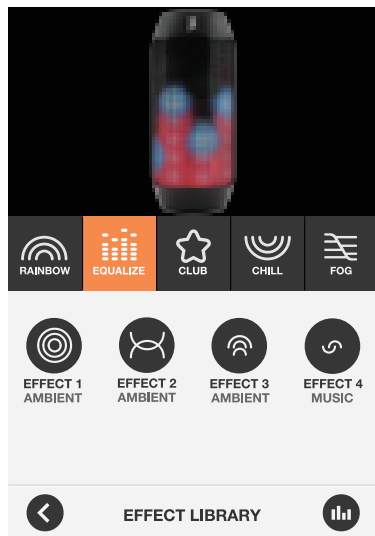 RAINBOW EQUALIZE CLUB CHILL FOG
EFFECT 1 EFFECT 2 EFFECT 3 EFFECT 4
AMBIENT AMBIENT AMBIENT MUSIC
EFFECT LIBRARY